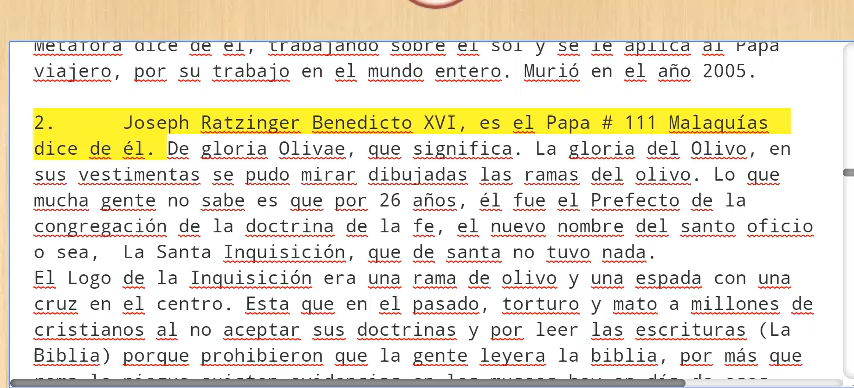 Metáfora dice de él, trabajando sobre el sol y se le aplica al Papa
viajero, por su trabajo en el mundo entero. Murió en el año 2005.
2. Joseph Ratzinger Benedicto XVI, es el Papa # 111 Malaquías
dice de él. De gloria Olivae, que significa. La gloria del Olivo, en
sus vestimentas se pudo mirar dibujadas las ramas del olivo. Lo que
mucha gente no sabe es que por 26 años, él fue el Prefecto de la
congregación de la doctrina de la fe, el nuevo nombre del santo oficio
o sea, La Santa Inquisición, que de santa no tuvo nada.
El Logo de la Inquisición era una rama de olivo y una espada con una
cruz en el centro. Esta que en el pasado, torturo y mato a millones de
cristianos al no aceptar sus doctrinas y por leer las escrituras (La
Biblia) porque prohibieron que la gente leyera la biblia, por más que